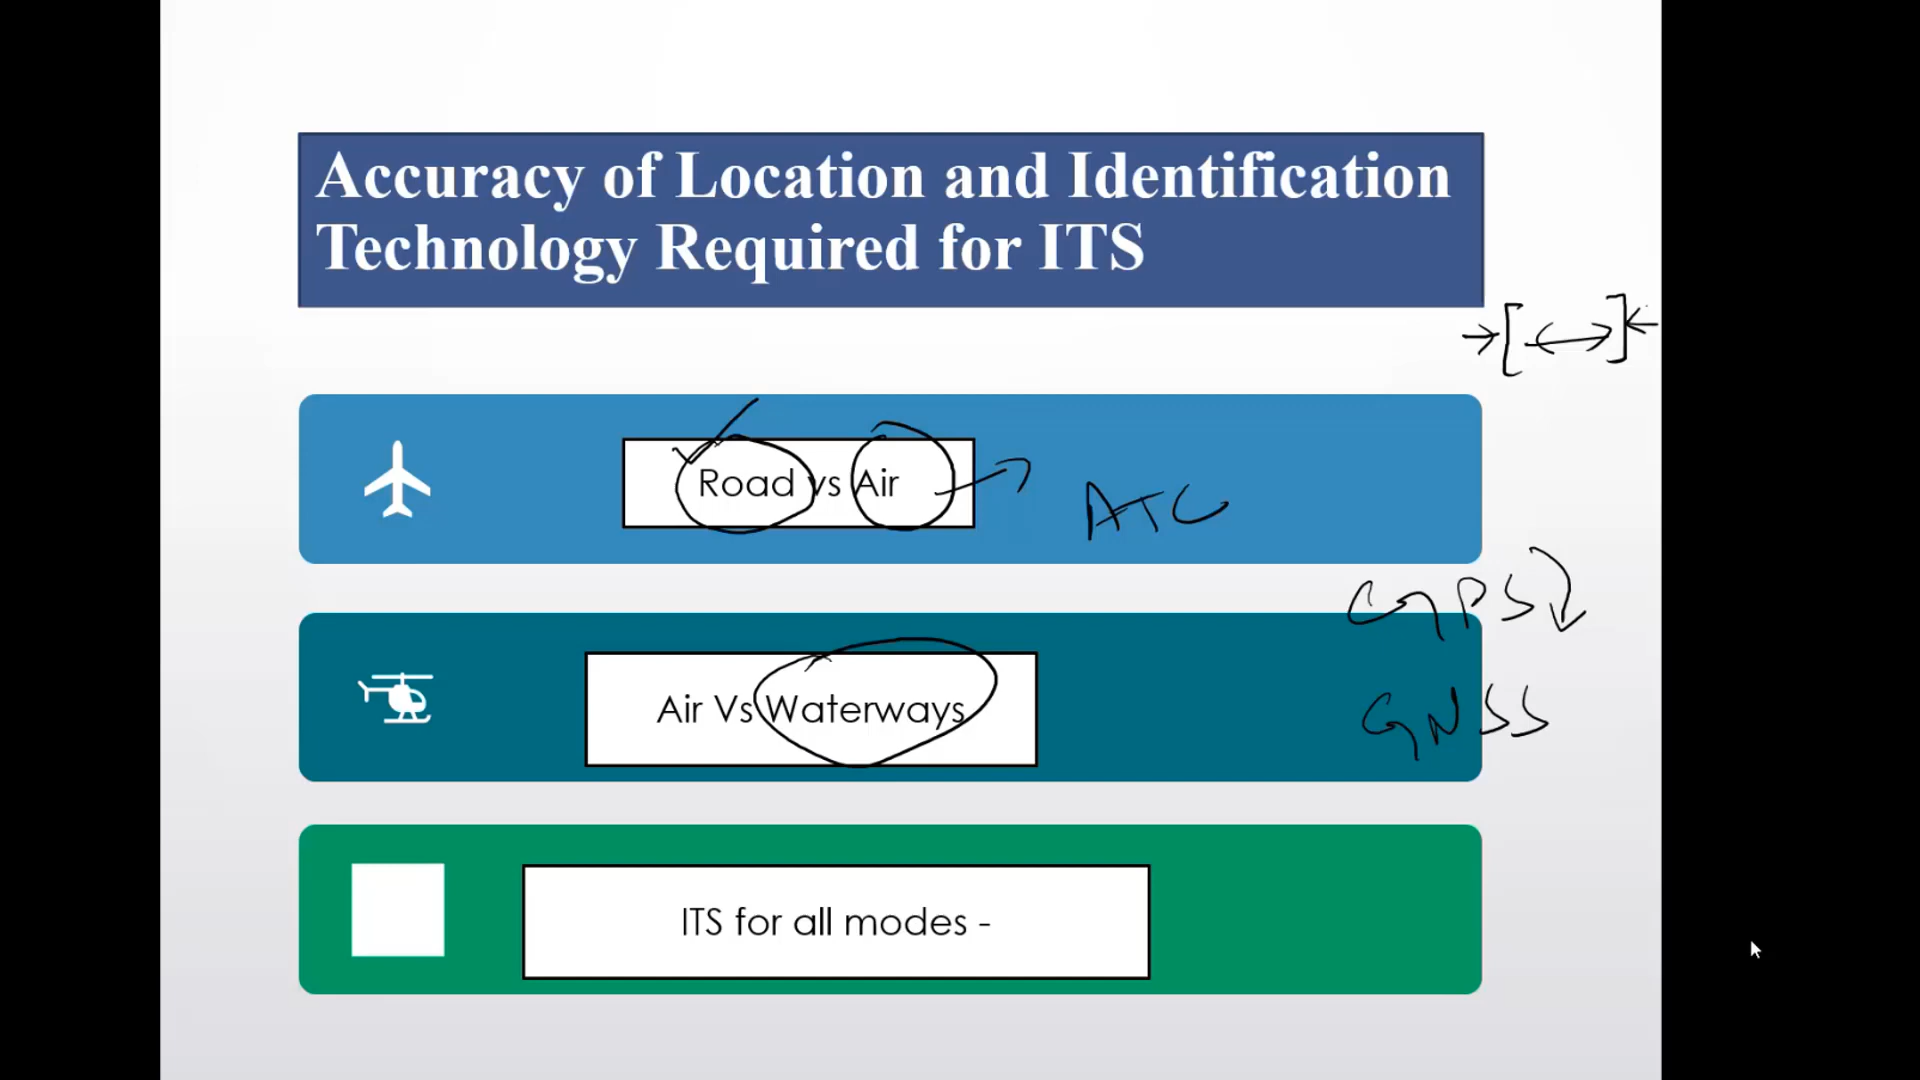 Accuracy of Location and Identification
Technology Required for ITS
Road vs Air
ATC
GPS
Air Vs Waterways
GNSS
ITS for all modes -